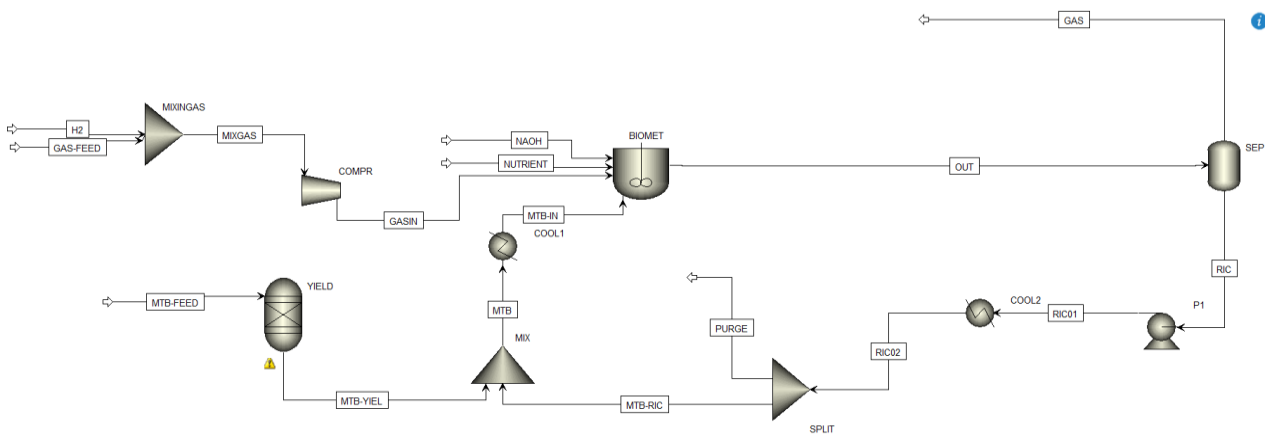 GAS
i
MIXINGAS
H2
MIXGAS
GAS-FEED
NAOH
BIOMET
NUTRIENT
OUT
SEP
COMPR
GASIN
MTB-IN
COOL1
RIC
YIELD
MTB-FEED
MTB
PURGE
COOL2
RIC01
P1
MIX
RIC02
MTB-YIEL
MTB-RIC
SPLIT